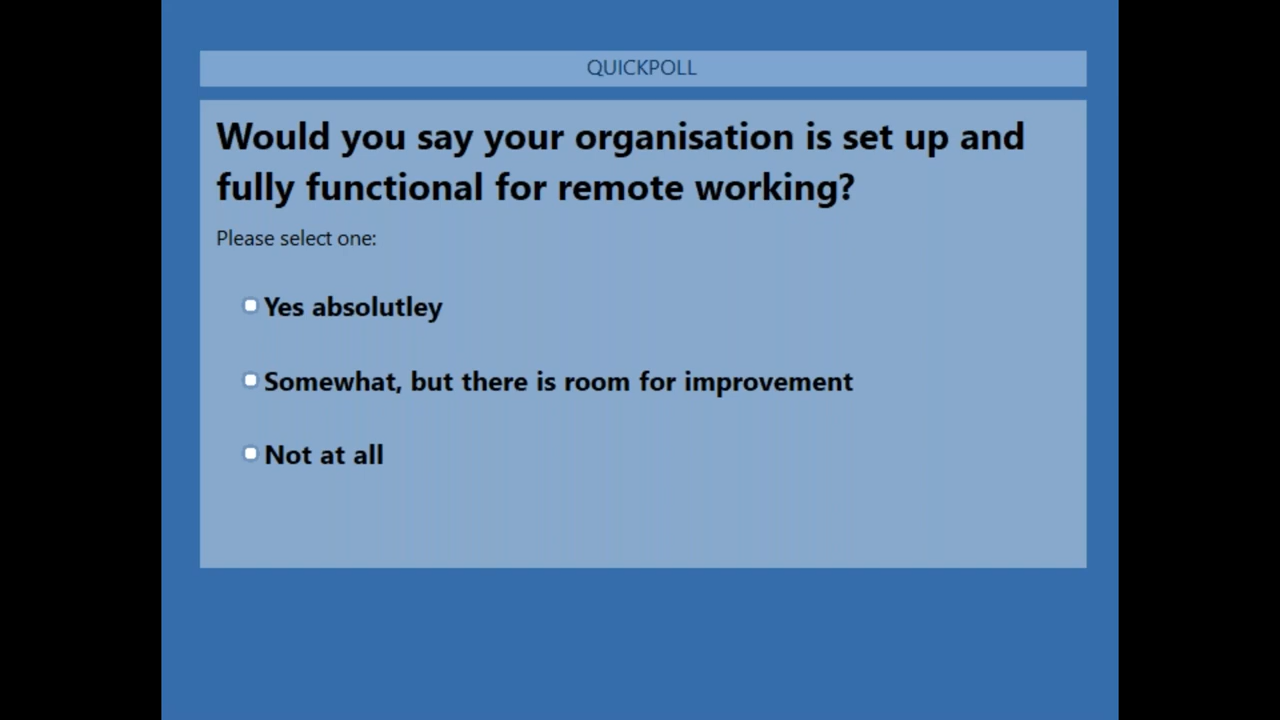 QUICKPOLL
Would you say your organisation is set up and
fully functional for remote working?
Please select one:
Yes absolutley
Somewhat, but there is room for improvement
Not at all